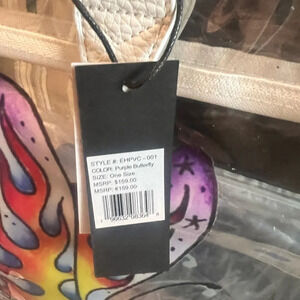 STYLE #: EHPVC - 001
COLOR: Purple Butterfly
SIZE: One Size
MSRP: $159.00
MSRP: €159.00